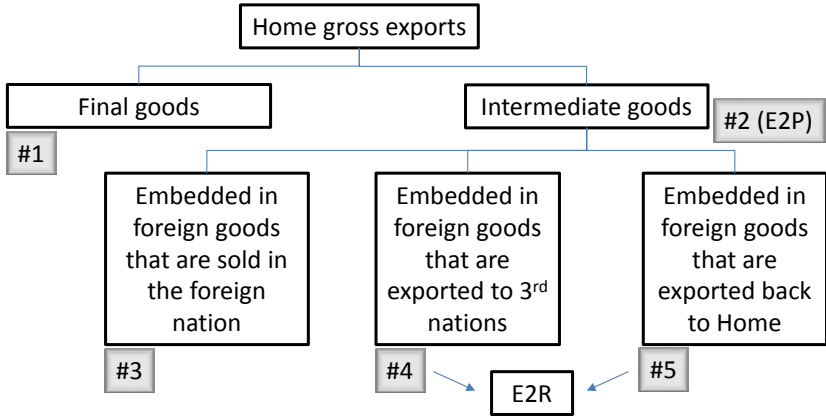 Home gross exports
Final goods
Intermediate goods
#2 (E2P)
#1
Embedded in
foreign goods
that are sold in
the foreign
nation
Embedded in
foreign goods
that are
exported to 3rd
nations
Embedded in
foreign goods
that are
exported back
to Home
#3
#4
#5
E2R